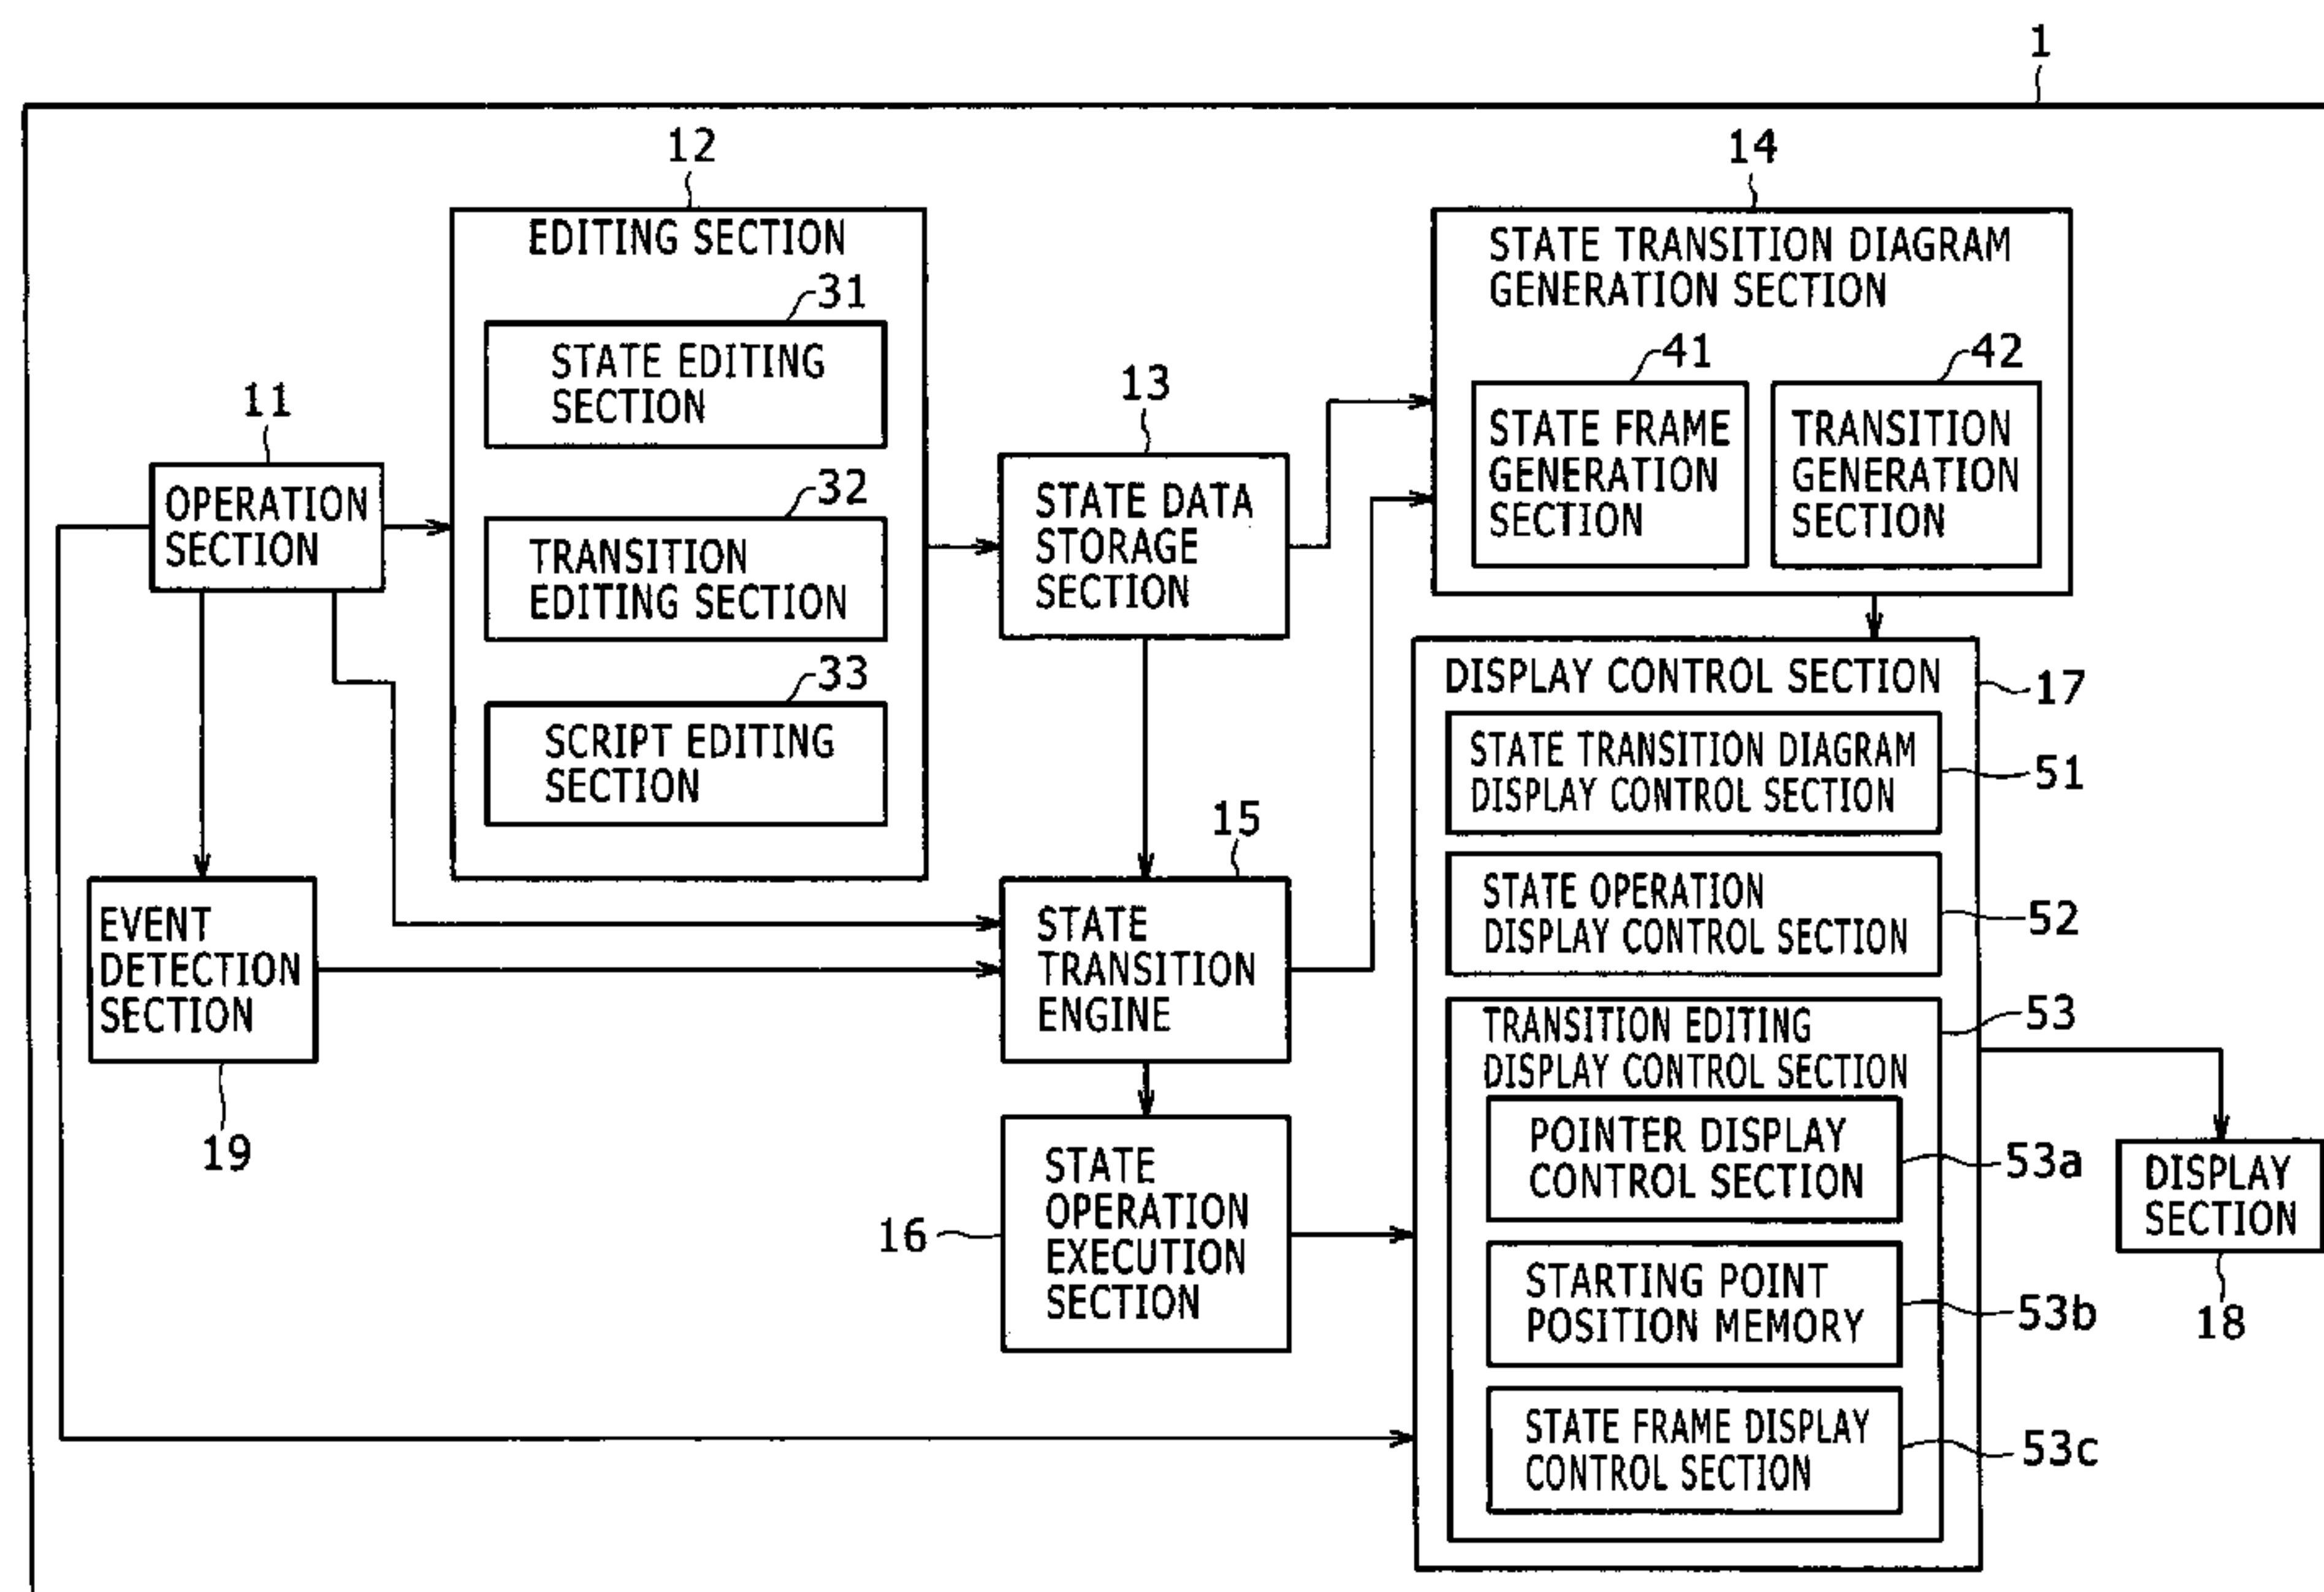 1
12
EDITING SECTION
31
STATE EDITING
SECTION
32
TRANSITION
EDITING SECTION
33
SCRIPT EDITING
SECTION
11
OPERATION
SECTION
EVENT
DETECTION
SECTION
19
13
STATE DATA
STORAGE
SECTION
15
STATE
TRANSITION
ENGINE
16
STATE
OPERATION
EXECUTION
SECTION
14
STATE TRANSITION DIAGRAM
GENERATION SECTION
41
STATE FRAME
GENERATION
SECTION
42
TRANSITION
GENERATION
SECTION
DISPLAY CONTROL SECTION
17
STATE TRANSITION DIAGRAM
DISPLAY CONTROL SECTION
51
STATE OPERATION
DISPLAY CONTROL SECTION
52
TRANSITION EDITING
DISPLAY CONTROL SECTION
53
POINTER DISPLAY
CONTROL SECTION
53a
STARTING POINT
POSITION MEMORY
53b
STATE FRAME DISPLAY
CONTROL SECTION
53c
DISPLAY
SECTION
18